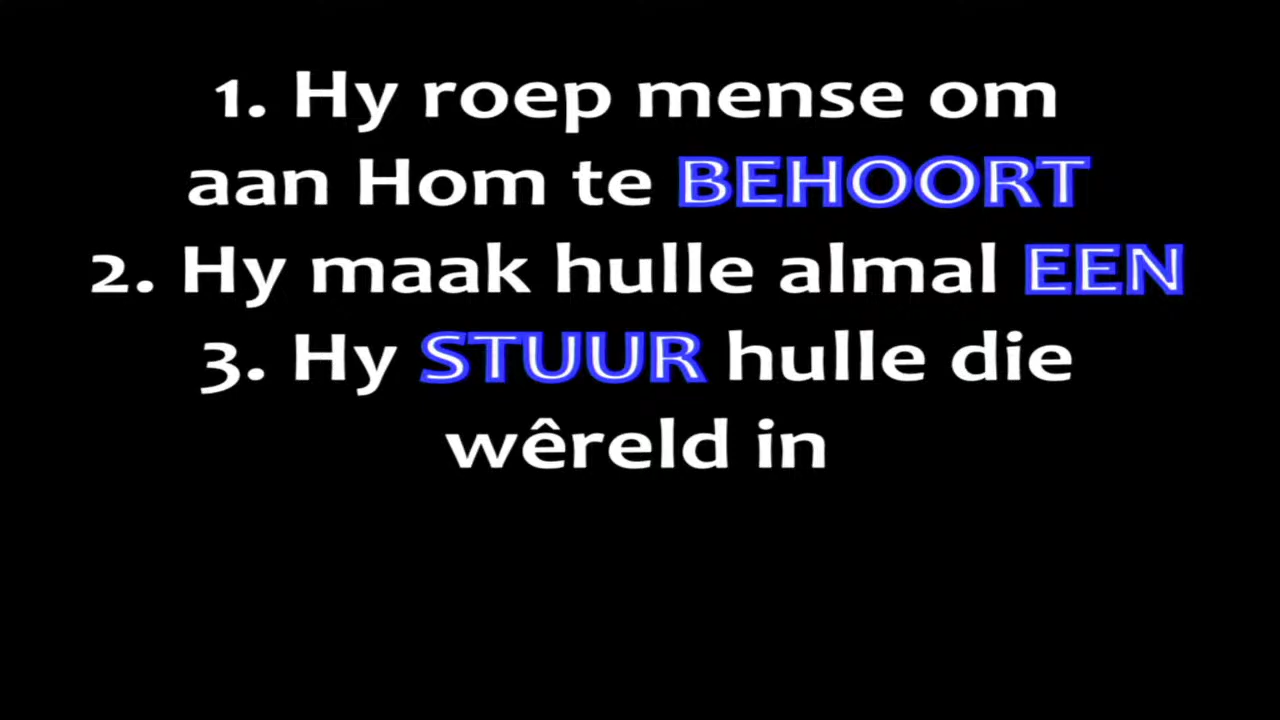 1. Hy roep mense om
aan Hom te BEHOORT
2. Hy maak hulle almal EEN
3. Hy STUUR hulle die
wêreld in